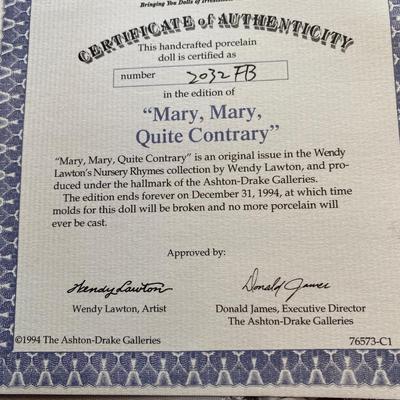 Bringing You Dolls of
CERTIFICATE of AUTHENTICITY
This handcrafted porcelain
doll is certified as
number 2032FB
in the edition of
“Mary, Mary,
Quite Contrary”
“Mary, Mary, Quite Contrary” is an original issue in the Wendy
Lawton’s Nursery Rhymes collection by Wendy Lawton, and pro-
duced under the hallmark of the Ashton-Drake Galleries.
The edition ends forever on December 31, 1994, at which time
molds for this doll will be broken and no more porcelain will
ever be cast.
Approved by:
Wendy Lawton Donald James
Wendy Lawton, Artist Donald James, Executive Director
The Ashton-Drake Galleries
©1994 The Ashton-Drake Galleries 76573-C1